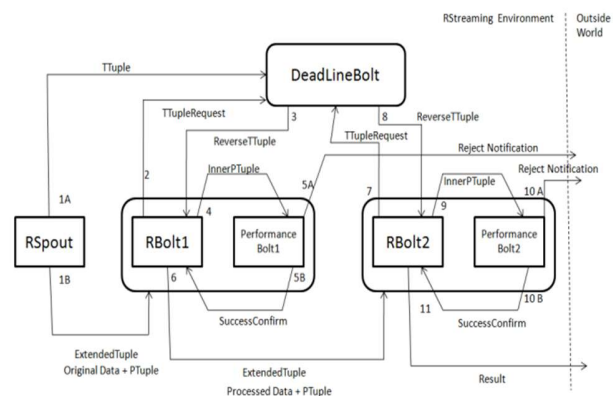 RStreaming Environment
Outside
World
TTuple
DeadLineBolt
TTupleRequest
3
8
ReverseTTuple
2
ReverseTTuple
TTupleRequest
Reject Notification
InnerPTuple
5A
Reject Notification
1A
4
7
InnerPTuple
9
10 A
RSpout
RBolt1
Performance
Bolt1
RBolt2
Performance
Bolt2
1B
6
5B
11
10 B
SuccessConfirm
SuccessConfirm
ExtendedTuple
Original Data + PTuple
ExtendedTuple
Processed Data + PTuple
Result